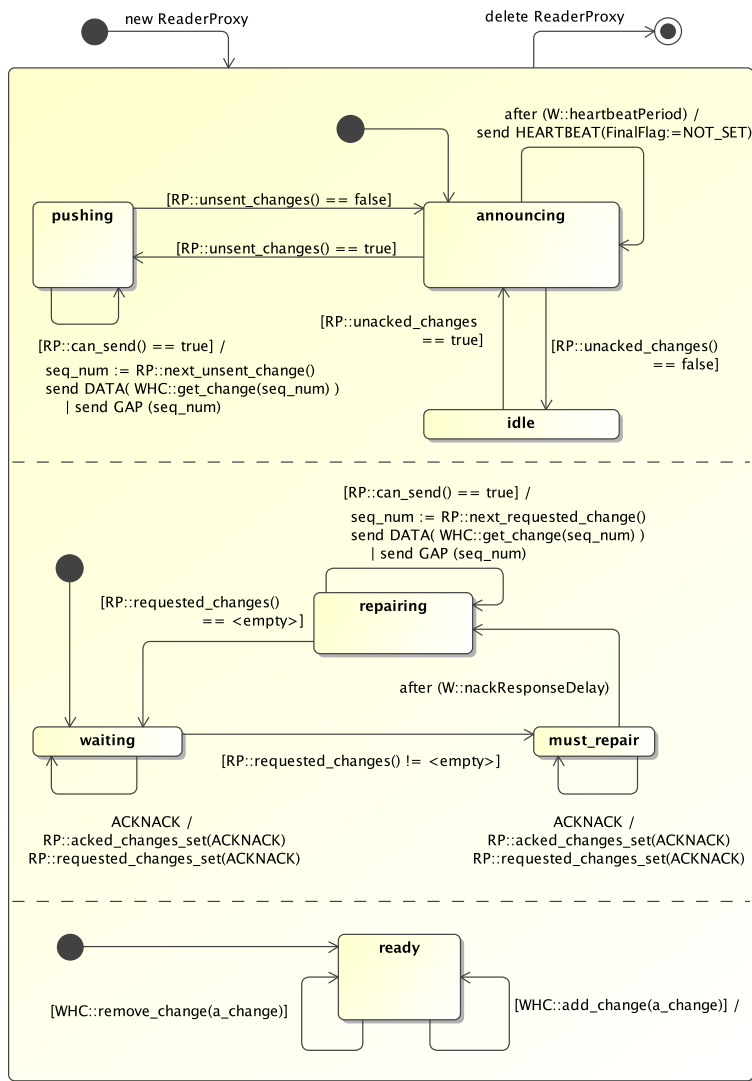 new ReaderProxy
delete ReaderProxy
after (W::heartbeatPeriod) /
send HEARTBEAT(FinalFlag:=NOT_SET)
[RP::unsent_changes() == false]
pushing
announcing
[RP::unsent_changes() == true]
[RP::can_send() == true] /
seq_num := RP::next_unsent_change()
send DATA( WHC::get_change(seq_num) )
| send GAP (seq_num)
[RP::unacked_changes
== true]
[RP::unacked_changes()
== false]
idle
[RP::can_send() == true] /
seq_num := RP::next_requested_change()
send DATA( WHC::get_change(seq_num) )
| send GAP (seq_num)
[RP::requested_changes()
== <empty>]
repairing
after (W::nackResponseDelay)
waiting
must_repair
[RP::requested_changes() != <empty>]
ACKNACK /
RP::acked_changes_set(ACKNACK)
RP::requested_changes_set(ACKNACK)
ACKNACK /
RP::acked_changes_set(ACKNACK)
RP::requested_changes_set(ACKNACK)
ready
[WHC::remove_change(a_change)]
[WHC::add_change(a_change)] /